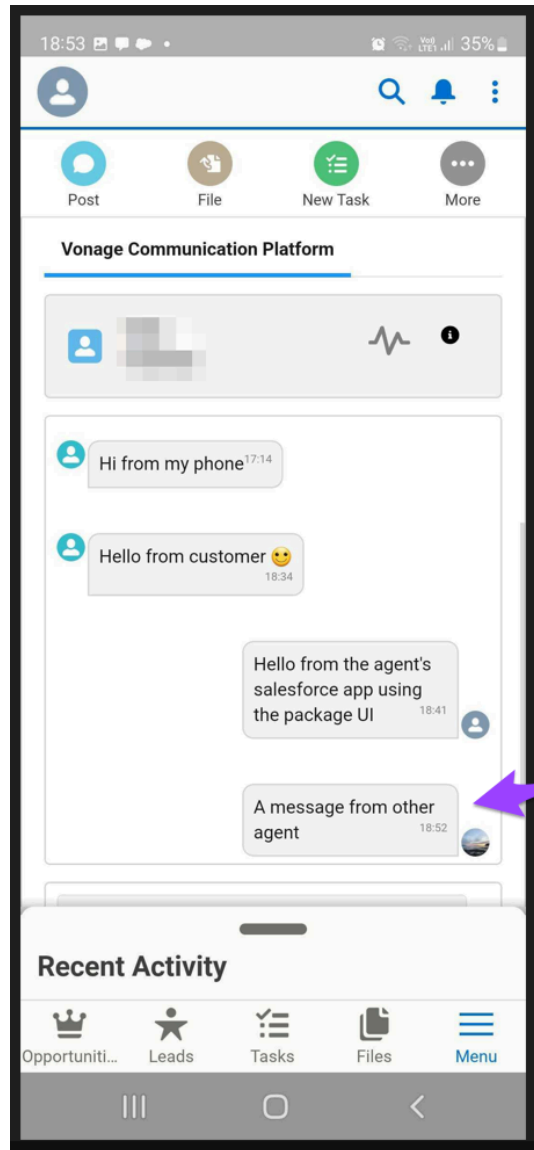 18:53
Vo))
LTE1
35%
Post
File
New Task
More
Vonage Communication Platform
Hi from my phone 17:14
Hello from customer 🙂
18:34
Hello from the agent's
salesforce app using
the package UI 18:41
A message from other
agent 18:52
Recent Activity
Opportuniti...
Leads
Tasks
Files
Menu